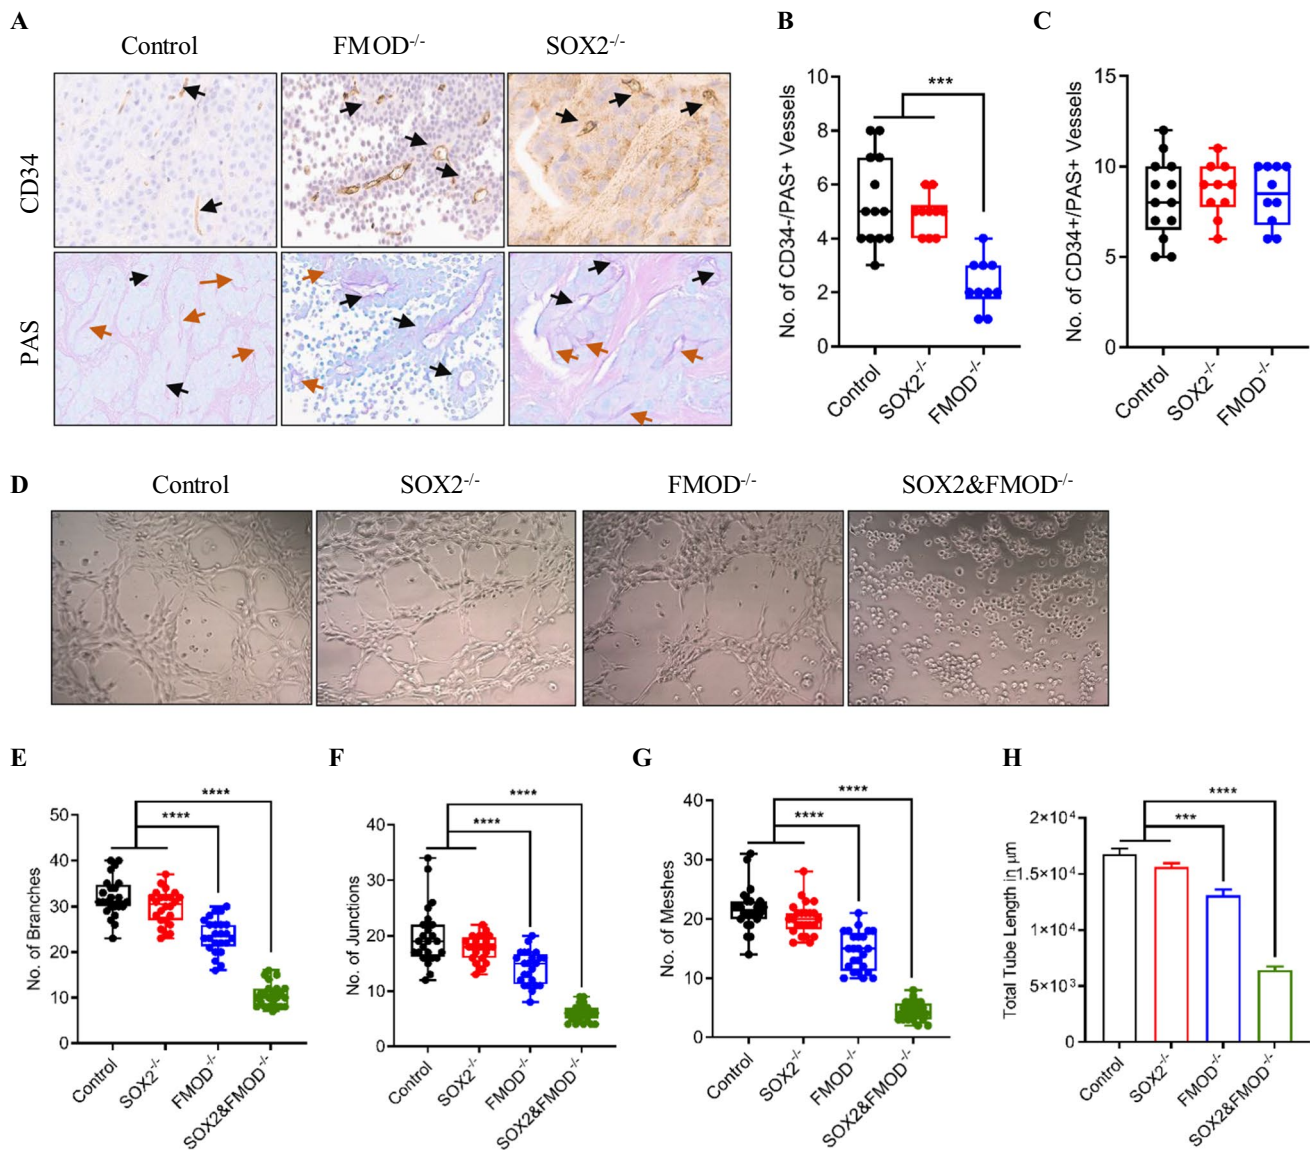 A
Control
FMOD-/-
SOX2-/-
CD34
PAS
B
10
8
6
4
2
0
No. of CD34-/PAS+ Vessels
***
Control
SOX2-/-
FMOD-/-
C
15
10
5
0
No. of CD34+/PAS+ Vessels
Control
SOX2-/-
FMOD-/-
D
Control
SOX2-/-
FMOD-/-
SOX2&FMOD-/-
E
50
40
30
20
10
0
No. of Branches
****
****
Control
SOX2-/-
FMOD-/-
SOX2&FMOD-/-
F
40
30
20
10
0
No. of Junctions
****
****
Control
SOX2-/-
FMOD-/-
SOX2&FMOD-/-
G
40
30
20
10
0
No. of Meshes
****
****
Control
SOX2-/-
FMOD-/-
SOX2&FMOD-/-
H
2×10⁴
1.5×10⁴
1×10⁴
5×10³
0
Total Tube Length in μm
****
***
Control
SOX2-/-
FMOD-/-
SOX2&FMOD-/-